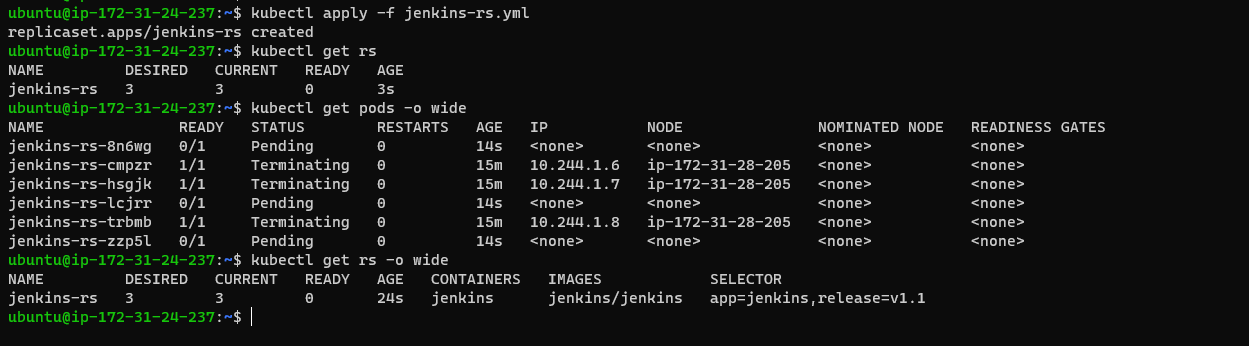 ubuntu@ip-172-31-24-237:~$ kubectl apply -f jenkins-rs.yml
replicaset.apps/jenkins-rs created
ubuntu@ip-172-31-24-237:~$ kubectl get rs
NAME         DESIRED   CURRENT   READY   AGE
jenkins-rs   3         3         0       3s
ubuntu@ip-172-31-24-237:~$ kubectl get pods -o wide
NAME               READY   STATUS        RESTARTS   AGE   IP           NODE               NOMINATED NODE   READINESS GATES
jenkins-rs-8n6wg   0/1     Pending       0          14s   <none>       <none>             <none>           <none>
jenkins-rs-cmpzr   1/1     Terminating   0          15m   10.244.1.6   ip-172-31-28-205   <none>           <none>
jenkins-rs-hsgjk   1/1     Terminating   0          15m   10.244.1.7   ip-172-31-28-205   <none>           <none>
jenkins-rs-lcjrr   0/1     Pending       0          14s   <none>       <none>             <none>           <none>
jenkins-rs-trbmb   1/1     Terminating   0          15m   10.244.1.8   ip-172-31-28-205   <none>           <none>
jenkins-rs-zzp5l   0/1     Pending       0          14s   <none>       <none>             <none>           <none>
ubuntu@ip-172-31-24-237:~$ kubectl get rs -o wide
NAME         DESIRED   CURRENT   READY   AGE   CONTAINERS   IMAGES            SELECTOR
jenkins-rs   3         3         0       24s   jenkins      jenkins/jenkins   app=jenkins,release=v1.1
ubuntu@ip-172-31-24-237:~$